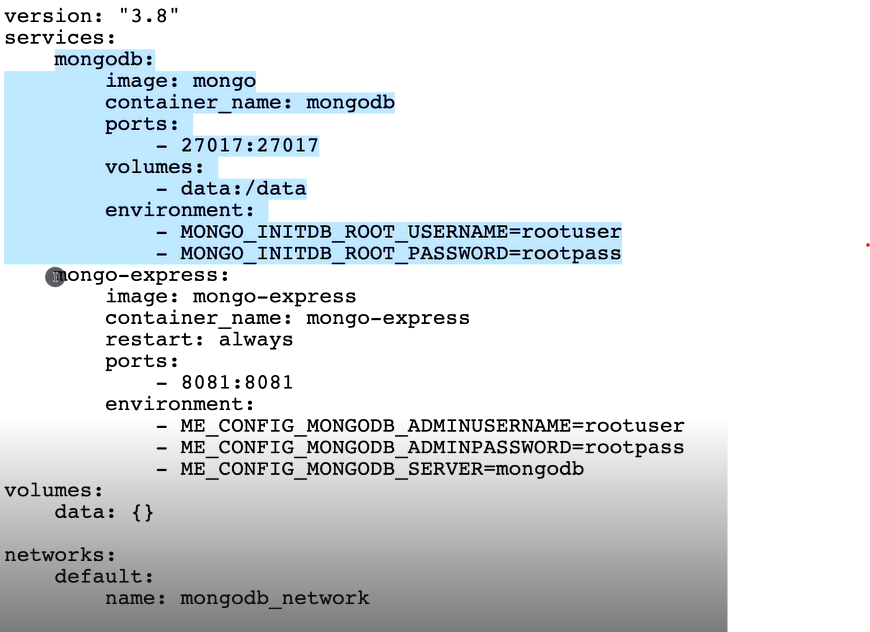 version: "3.8"
services:
    mongodb:
        image: mongo
        container_name: mongodb
        ports:
            - 27017:27017
        volumes:
            - data:/data
        environment:
            - MONGO_INITDB_ROOT_USERNAME=rootuser
            - MONGO_INITDB_ROOT_PASSWORD=rootpass
    mongo-express:
        image: mongo-express
        container_name: mongo-express
        restart: always
        ports:
            - 8081:8081
        environment:
            - ME_CONFIG_MONGODB_ADMINUSERNAME=rootuser
            - ME_CONFIG_MONGODB_ADMINPASSWORD=rootpass
            - ME_CONFIG_MONGODB_SERVER=mongodb
volumes:
    data: {}
networks:
    default:
        name: mongodb_network